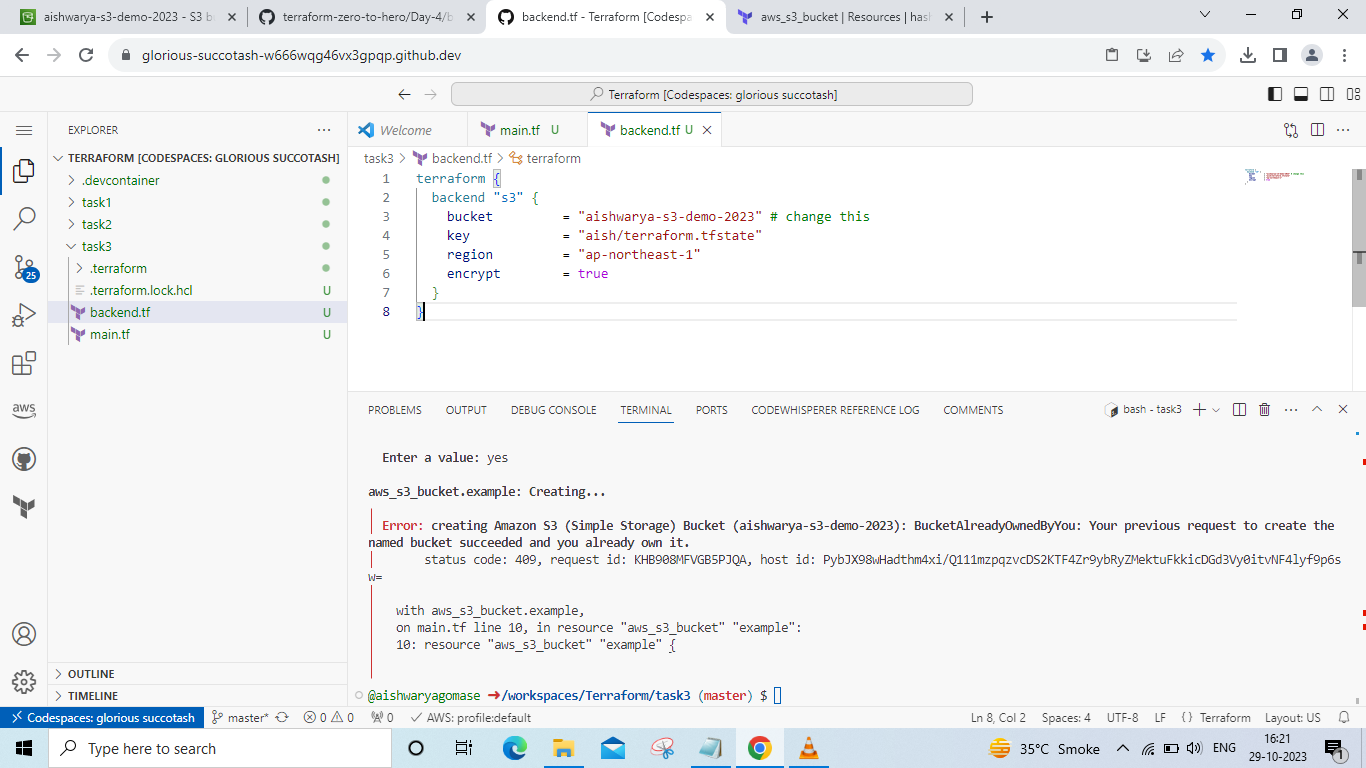 aishwarya-s3-demo-2023 - S3 bu
terraform-zero-to-hero/Day-4/b
backend.tf - Terraform [Codespa
aws_s3_bucket | Resources | hash
glorious-succotash-w666wqg46vx3gpqp.github.dev
Terraform [Codespaces: glorious succotash]
EXPLORER
TERRAFORM [CODESPACES: GLORIOUS SUCCOTASH]
.devcontainer
task1
task2
task3
.terraform
.terraform.lock.hcl U
backend.tf U
main.tf U
OUTLINE
TIMELINE
25
aws
Welcome
main.tf U
backend.tf U
task3 > backend.tf > terraform
1 terraform {
2 backend "s3" {
3 bucket = "aishwarya-s3-demo-2023" # change this
4 key = "aish/terraform.tfstate"
5 region = "ap-northeast-1"
6 encrypt = true
7 }
8 }
PROBLEMS OUTPUT DEBUG CONSOLE TERMINAL PORTS CODEWHISPERER REFERENCE LOG COMMENTS
bash - task3
Enter a value: yes
aws_s3_bucket.example: Creating...
Error: creating Amazon S3 (Simple Storage) Bucket (aishwarya-s3-demo-2023): BucketAlreadyOwnedByYou: Your previous request to create the
named bucket succeeded and you already own it.
status code: 409, request id: KHB908MFVGB5PJQA, host id: PybJX98wHadthm4xi/Q111mzpqzvcDS2KTF4Zr9ybRyZMektuFkkicDGd3Vy0itvNF4lyf9p6s
w=
with aws_s3_bucket.example,
on main.tf line 10, in resource "aws_s3_bucket" "example":
10: resource "aws_s3_bucket" "example" {
@aishwaryagomase ➜/workspaces/Terraform/task3 (master) $
Codespaces: glorious succotash
master*
0 0
0
AWS: profile:default
Ln 8, Col 2 Spaces: 4 UTF-8 LF {} Terraform Layout: US
Type here to search
35°C Smoke
ENG
16:21
29-10-2023
1